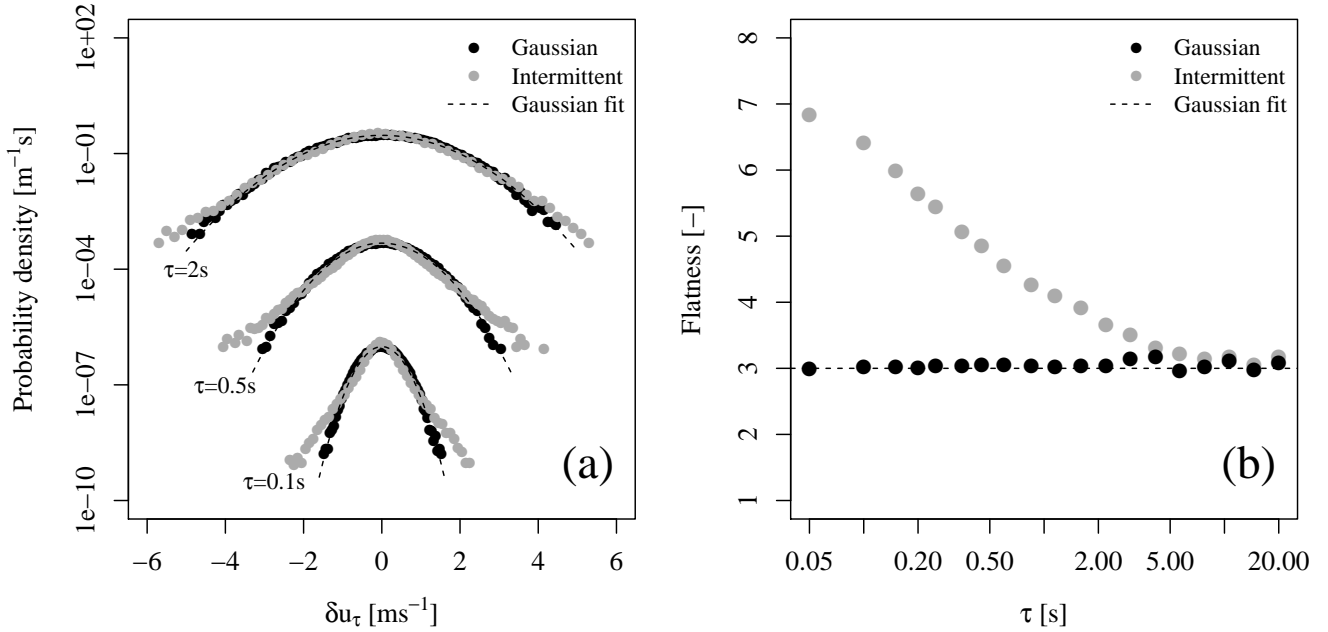 1e+02
1e−01
1e−04
1e−07
1e−10
Probability density [m⁻¹s]
Gaussian
Intermittent
Gaussian fit
τ=2s
τ=0.5s
τ=0.1s
(a)
−6 −4 −2 0 2 4 6
δuτ [ms⁻¹]
8
7
6
5
4
3
2
1
Flatness [−]
Gaussian
Intermittent
Gaussian fit
(b)
0.05 0.20 0.50 2.00 5.00 20.00
τ [s]